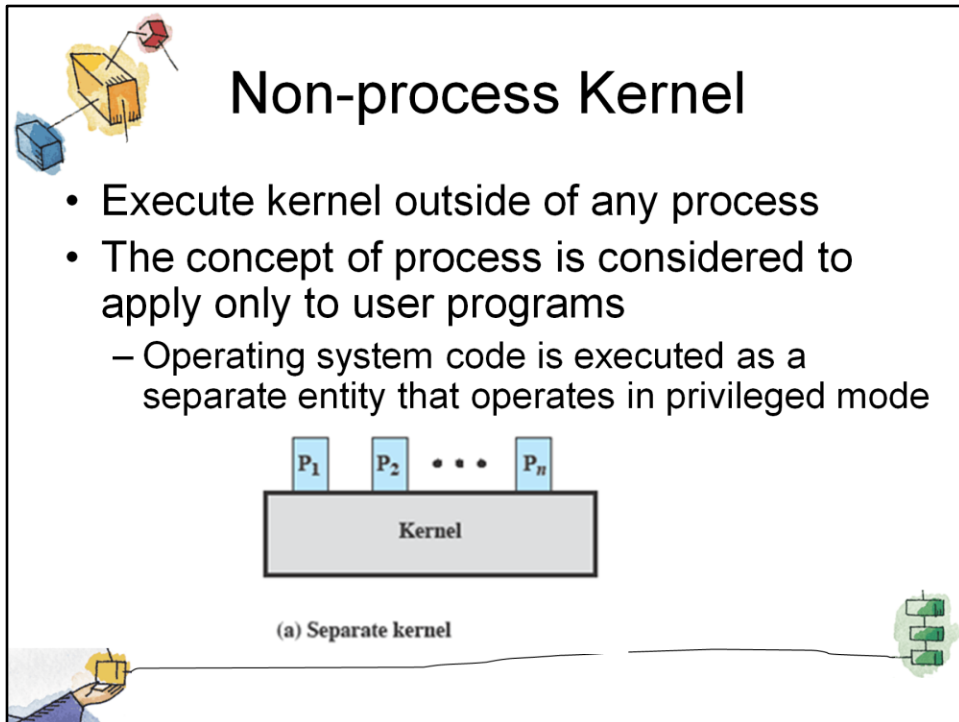 Non-process Kernel
• Execute kernel outside of any process
• The concept of process is considered to
apply only to user programs
– Operating system code is executed as a
separate entity that operates in privileged mode
P1 P2 • • • Pn
Kernel
(a) Separate kernel